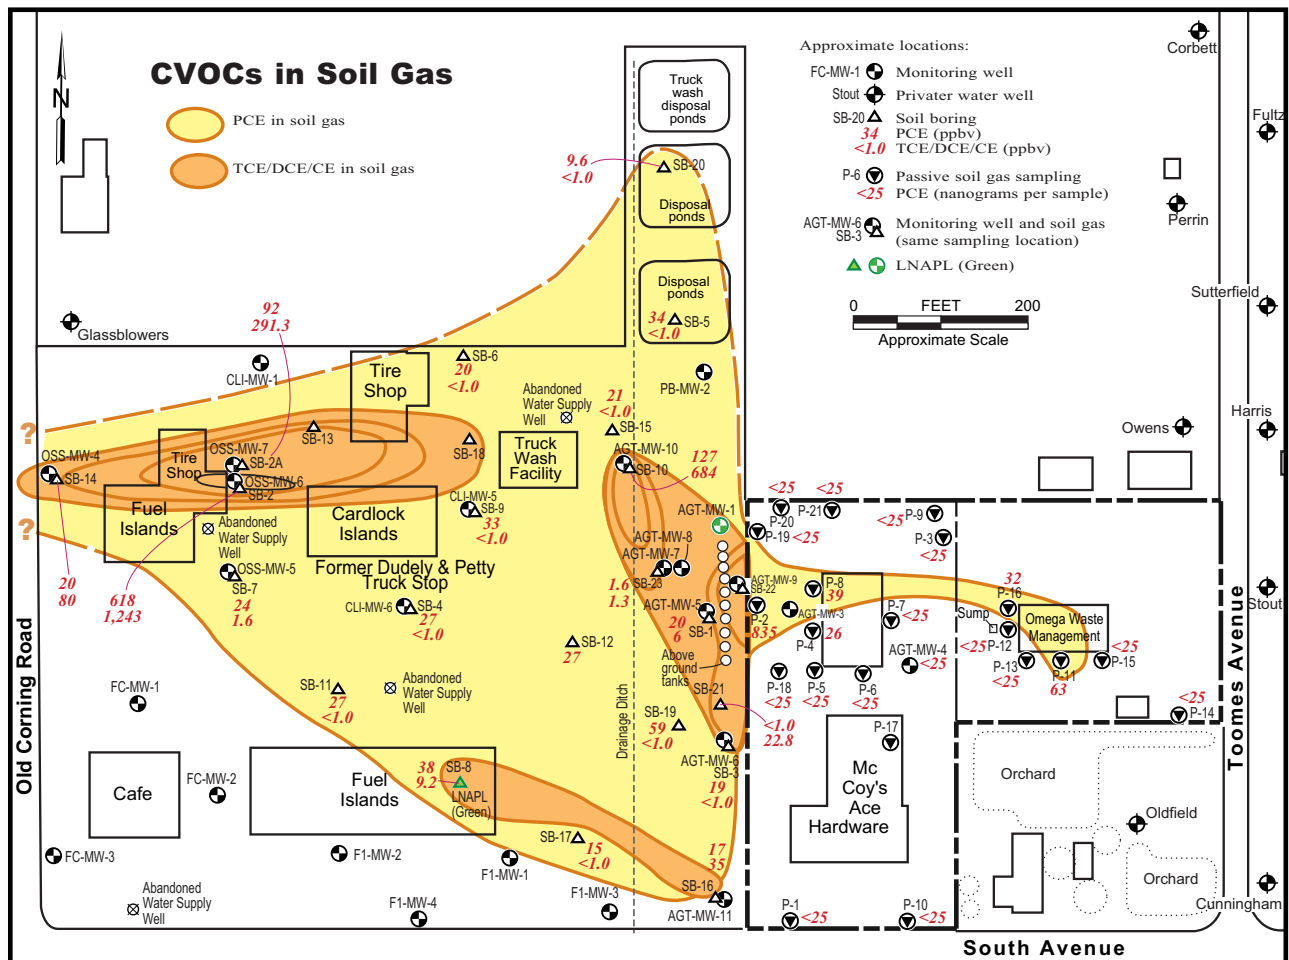 CVOCs in Soil Gas
PCE in soil gas
TCE/DCE/CE in soil gas
N
Approximate locations:
FC-MW-1 Monitoring well
Stout Privater water well
SB-20 Soil boring
34 PCE (ppbv)
<1.0 TCE/DCE/CE (ppbv)
P-6 Passive soil gas sampling
<25 PCE (nanograms per sample)
AGT-MW-6 Monitoring well and soil gas
SB-3 (same sampling location)
LNAPL (Green)
0 FEET 200
Approximate Scale
Corbett
Fultz
Perrin
Sutterfield
Harris
Owens
Stout
Oldfield
Cunningham
Glassblowers
Truck
wash
disposal
ponds
9.6
<1.0
SB-20
Disposal
ponds
Disposal
ponds
34
<1.0
SB-5
PB-MW-2
92
291.3
CLI-MW-1
Tire
Shop
SB-6
20
<1.0
Abandoned
Water Supply
Well
21
<1.0
SB-15
?
OSS-MW-4
SB-14
Tire
Shop
OSS-MW-7
SB-2A
OSS-MW-6
SB-2
SB-13
SB-18
Truck
Wash
Facility
AGT-MW-10
SB-10
127
684
CLI-MW-5
SB-9
33
<1.0
Fuel
Islands
Abandoned
Water Supply
Well
Cardlock
Islands
?
Former Dudely & Petty
Truck Stop
OSS-MW-5
SB-7
24
1.6
20
80
618
1,243
CLI-MW-6
SB-4
27
<1.0
AGT-MW-1
AGT-MW-8
AGT-MW-7
SB-23
1.6
1.3
AGT-MW-5
20
6
SB-1
AGT-MW-9
SB-22
Above
ground
tanks
SB-12
27
SB-11
27
<1.0
Abandoned
Water Supply
Well
SB-21
<1.0
22.8
SB-19
59
<1.0
AGT-MW-6
SB-3
19
<1.0
Drainage Ditch
FC-MW-1
FC-MW-2
FC-MW-3
Cafe
Fuel
Islands
38
9.2
SB-8
LNAPL
(Green)
SB-17
15
<1.0
17
35
SB-16
AGT-MW-11
F1-MW-2
F1-MW-1
F1-MW-3
F1-MW-4
Abandoned
Water Supply
Well
<25
P-20
<25
P-21
P-19
<25
<25
P-9
P-3
<25
P-8
39
P-2
835
AGT-MW-3
P-4
26
P-7
<25
AGT-MW-4
<25
P-18
<25
P-5
<25
P-6
<25
P-17
32
P-16
Sump
<25
P-12
Omega Waste
Management
P-13
<25
P-11
63
<25
P-15
<25
P-14
Mc
Coy's
Ace
Hardware
P-1
<25
P-10
<25
Orchard
Orchard
Old Corning Road
Toomes Avenue
South Avenue